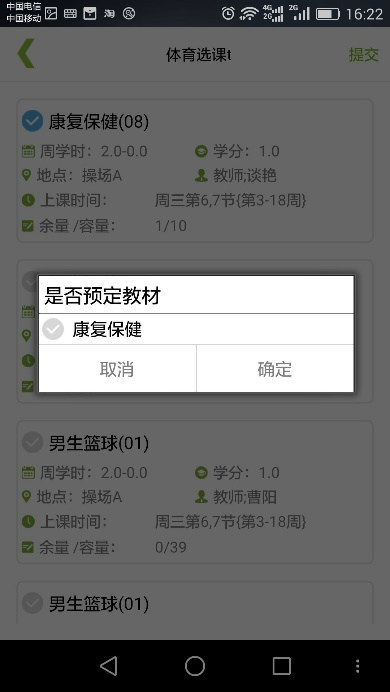 中国电信
中国移动
4G
2G
2G
16:22
体育选课t
提交
康复保健(08)
周学时：2.0-0.0
学分：1.0
地点：操场A
教师;谈艳
上课时间：
周三第6,7节{第3-18周}
余量 /容量：
1/10
是否预定教材
康复保健
取消
确定
男生篮球(01)
周学时：2.0-0.0
学分：1.0
地点：操场A
教师;曹阳
上课时间：
周三第6,7节{第3-18周}
余量 /容量：
0/39
男生篮球(01)